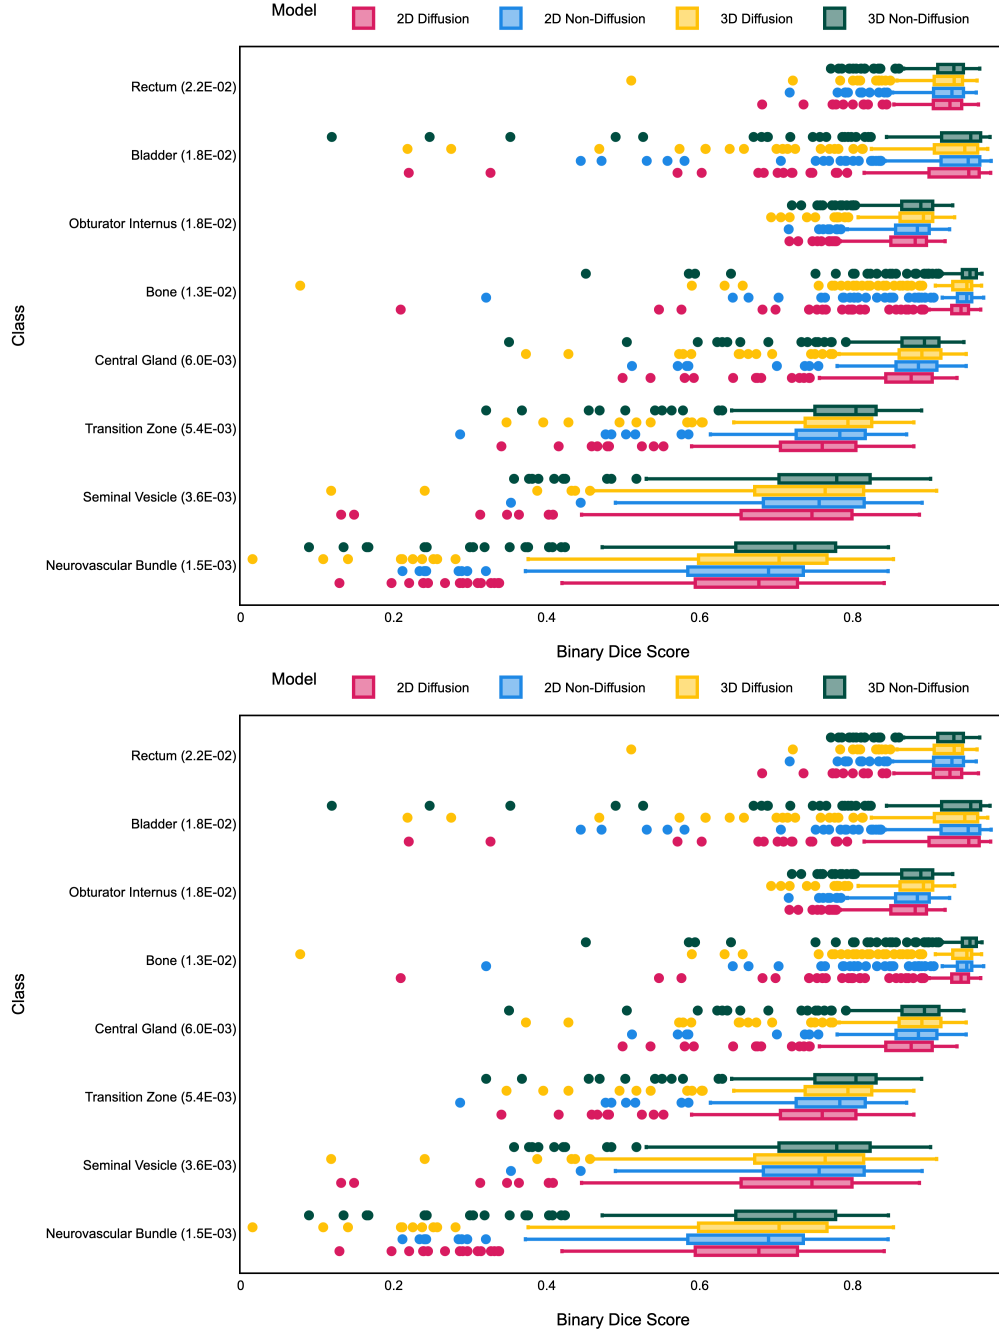 Model 2D Diffusion 2D Non-Diffusion 3D Diffusion 3D Non-Diffusion
Class
Rectum (2.2E-02)
Bladder (1.8E-02)
Obturator Internus (1.8E-02)
Bone (1.3E-02)
Central Gland (6.0E-03)
Transition Zone (5.4E-03)
Seminal Vesicle (3.6E-03)
Neurovascular Bundle (1.5E-03)
0 0.2 0.4 0.6 0.8
Binary Dice Score
Model 2D Diffusion 2D Non-Diffusion 3D Diffusion 3D Non-Diffusion
Class
Rectum (2.2E-02)
Bladder (1.8E-02)
Obturator Internus (1.8E-02)
Bone (1.3E-02)
Central Gland (6.0E-03)
Transition Zone (5.4E-03)
Seminal Vesicle (3.6E-03)
Neurovascular Bundle (1.5E-03)
0 0.2 0.4 0.6 0.8
Binary Dice Score